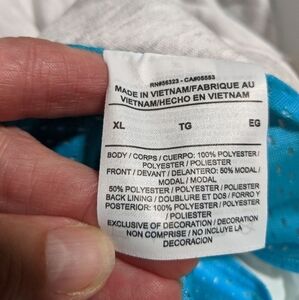 RN#56323 - CA#05553
MADE IN VIETNAM/FABRIQUE AU
VIETNAM/HECHO EN VIETNAM
XL TG EG
BODY / CORPS / CUERPO: 100% POLYESTER /
POLYESTER / POLIESTER
FRONT / DEVANT / DELANTERO: 50% MODAL /
MODAL / MODAL
50% POLYESTER / POLYESTER / POLIESTER
BACK LINING / DOUBLURE ET DOS / FORRO Y
POSTERIOR: 100% POLYESTER / POLYESTER
/ POLIESTER
EXCLUSIVE OF DECORATION / DECORATION
NON COMPRISE / NO INCLUYE LA
DECORACION